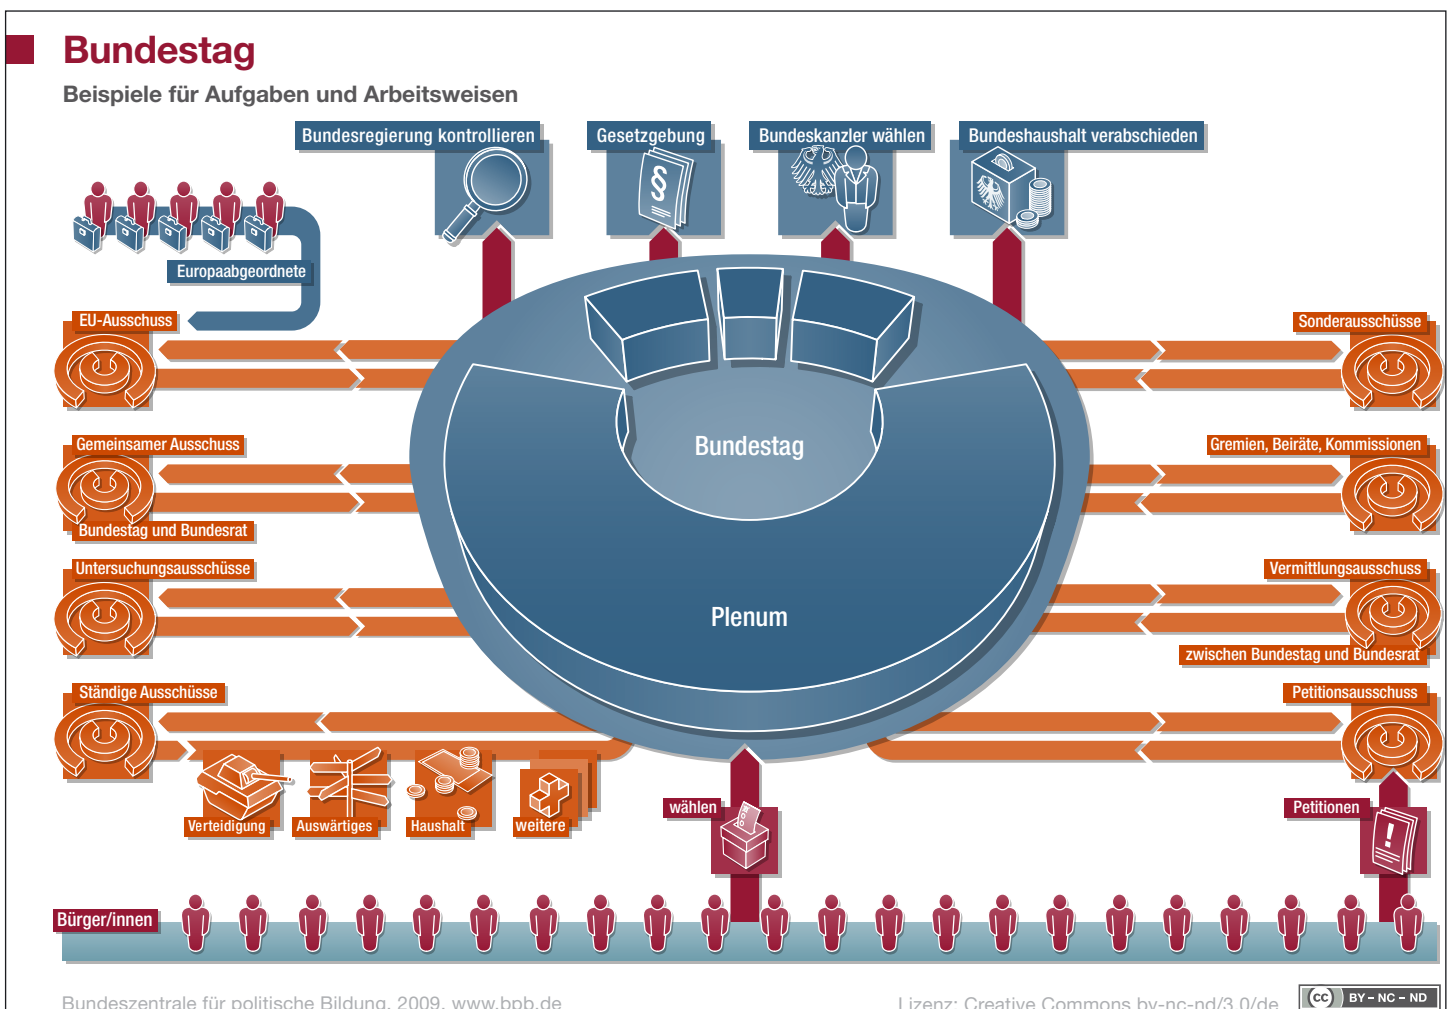 Bundestag
Beispiele für Aufgaben und Arbeitsweisen
Bundesregierung kontrollieren
Gesetzgebung
Bundeskanzler wählen
Bundeshaushalt verabschieden
§
Europaabgeordnete
EU-Ausschuss
Sonderausschüsse
Gemeinsamer Ausschuss
Bundestag und Bundesrat
Gremien, Beiräte, Kommissionen
Bundestag
Untersuchungsausschüsse
Vermittlungsausschuss
zwischen Bundestag und Bundesrat
Plenum
Ständige Ausschüsse
Petitionsausschuss
Verteidigung
Auswärtiges
Haushalt
weitere
wählen
Petitionen
!
Bürger/innen
Bundeszentrale für politische Bildung, 2009, www.bpb.de
Lizenz: Creative Commons by-nc-nd/3.0/de
cc BY - NC - ND